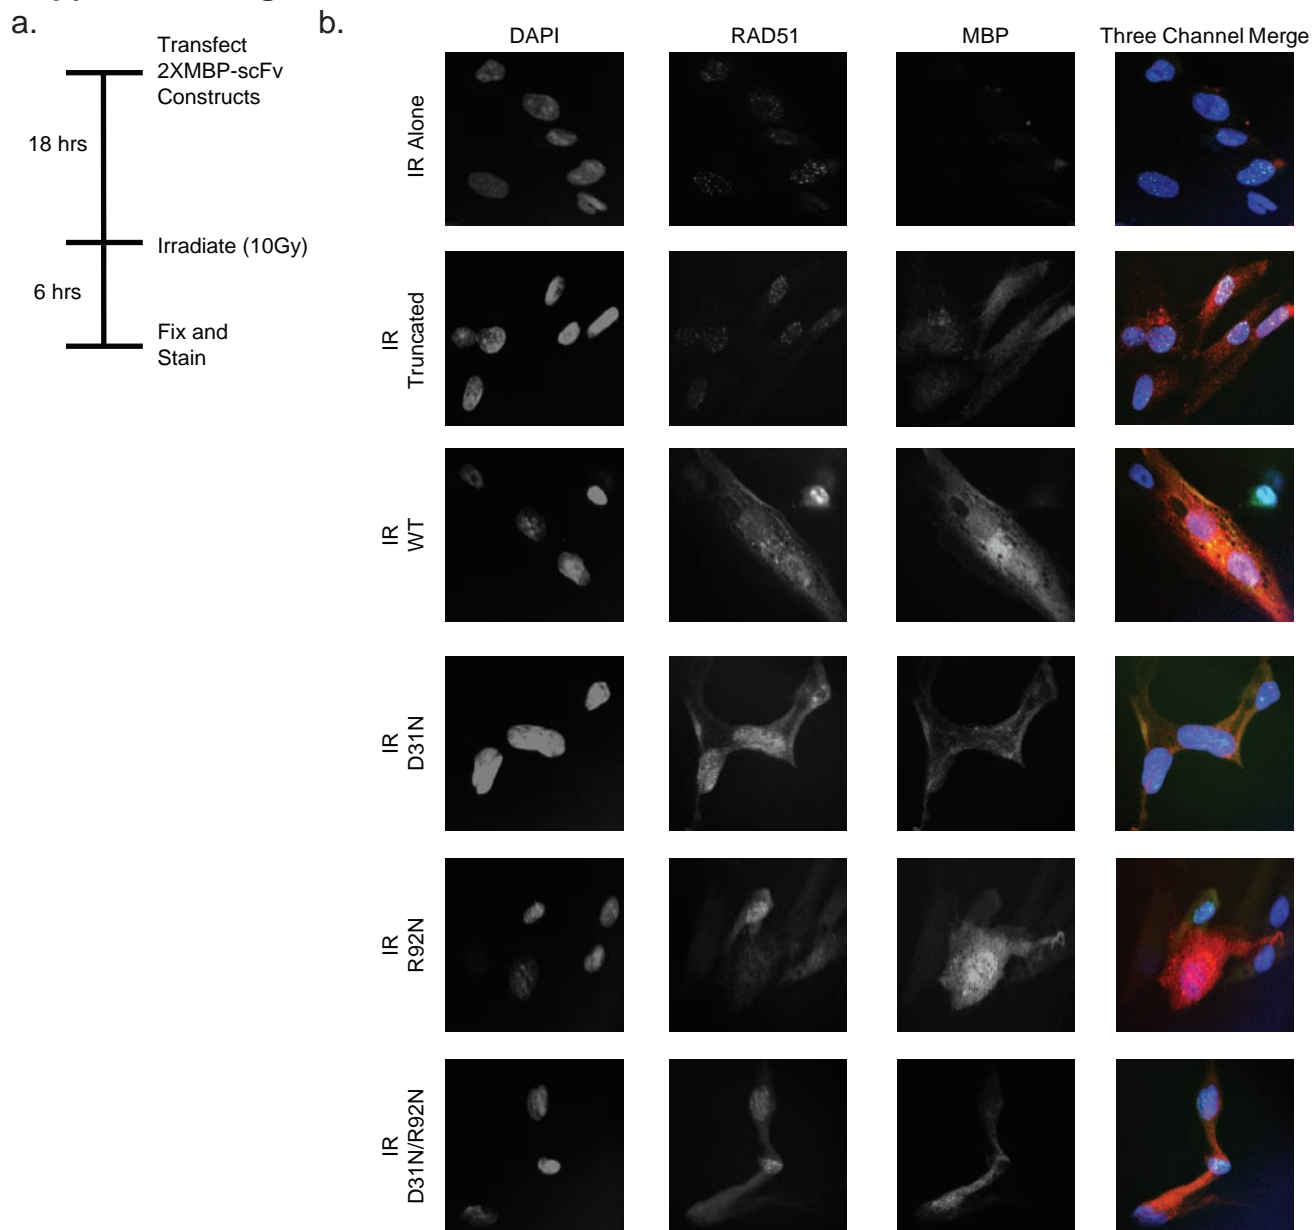 a.
Transfect
2XMBP-scFv
Constructs
18 hrs
Irradiate (10Gy)
6 hrs
Fix and
Stain
b.
DAPI RAD51 MBP Three Channel Merge
IR Alone
IR
Truncated
IR
WT
IR
D31N
IR
R92N
IR
D31N/R92N